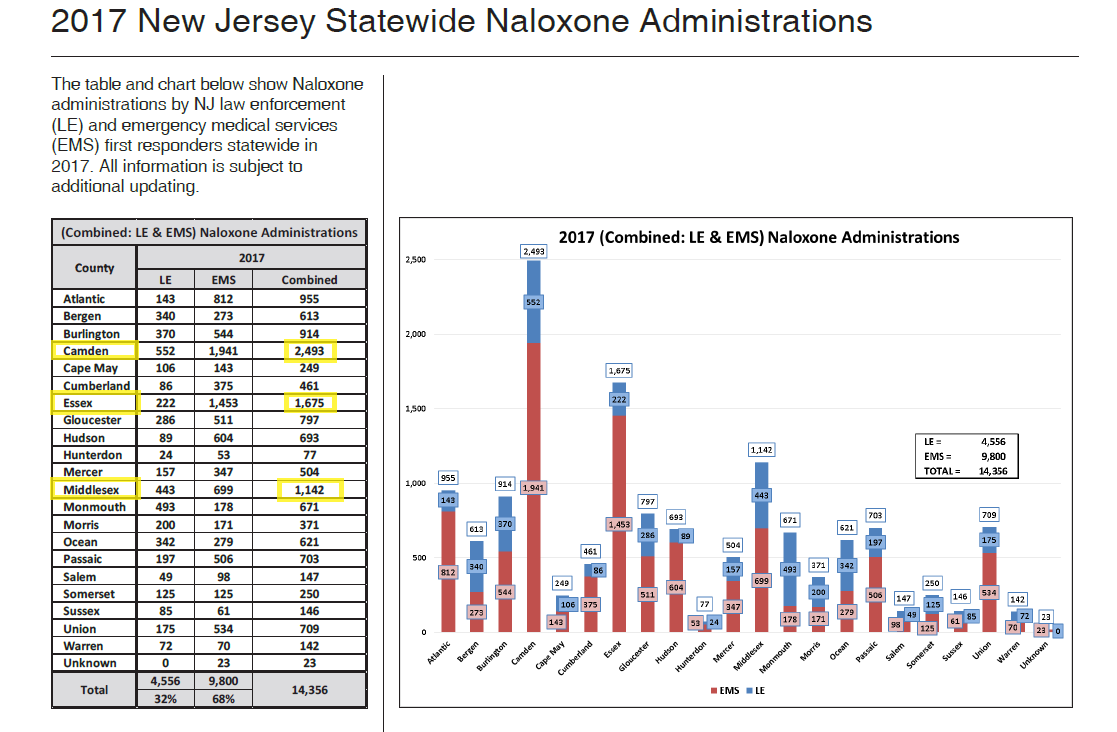 2017 New Jersey Statewide Naloxone Administrations
The table and chart below show Naloxone
administrations by NJ law enforcement
(LE) and emergency medical services
(EMS) first responders statewide in
2017. All information is subject to
additional updating.
(Combined: LE & EMS) Naloxone Administrations
County 2017
LE EMS Combined
Atlantic 143 812 955
Bergen 340 273 613
Burlington 370 544 914
Camden 552 1,941 2,493
Cape May 106 143 249
Cumberland 86 375 461
Essex 222 1,453 1,675
Gloucester 286 511 797
Hudson 89 604 693
Hunterdon 24 53 77
Mercer 157 347 504
Middlesex 443 699 1,142
Monmouth 493 178 671
Morris 200 171 371
Ocean 342 279 621
Passaic 197 506 703
Salem 49 98 147
Somerset 125 125 250
Sussex 85 61 146
Union 175 534 709
Warren 72 70 142
Unknown 0 23 23
Total 4,556 9,800 14,356
32% 68%
2017 (Combined: LE & EMS) Naloxone Administrations
2,500
2,000
1,500
1,000
500
0
955 143 812
613 340 273
914 370 544
2,493 552 1,941
249 106 143
461 86 375
1,675 222 1,453
797 286 511
693 89 604
77 24 53
504 157 347
1,142 443 699
671 493 178
371 200 171
621 342 279
703 197 506
147 49 98
250 125 125
146 85 61
709 175 534
142 72 70
23 0 23
LE = 4,556
EMS = 9,800
TOTAL = 14,356
Atlantic Bergen Burlington Camden Cape May Cumberland Essex Gloucester Hudson Hunterdon Mercer Middlesex Monmouth Morris Ocean Passaic Salem Somerset Sussex Union Warren Unknown
EMS LE